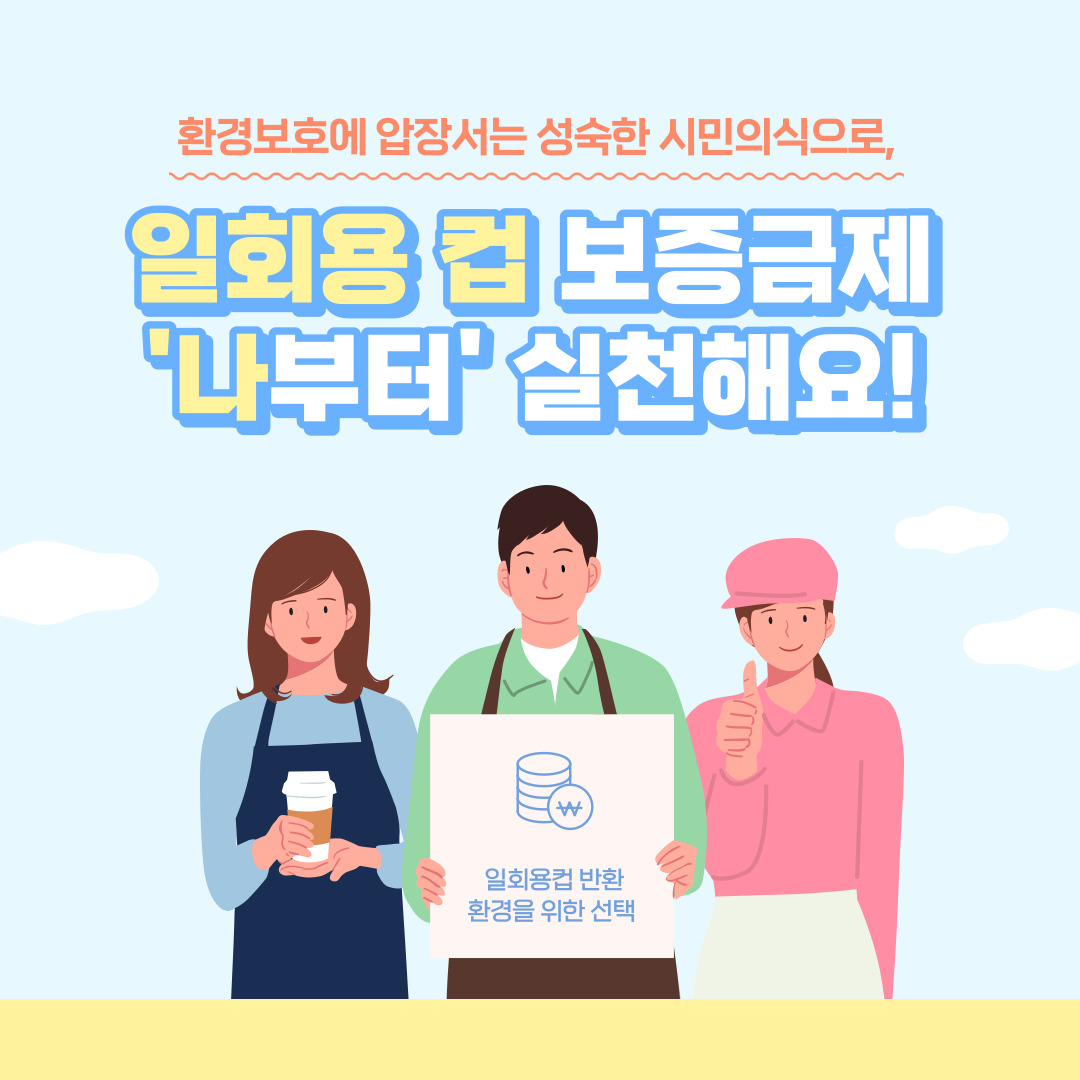 환경보호에 압장서는 성숙한 시민의식으로,
일회용 컵 보증금제
'나부터' 실천해요!
₩
일회용컵 반환
환경을 위한 선택